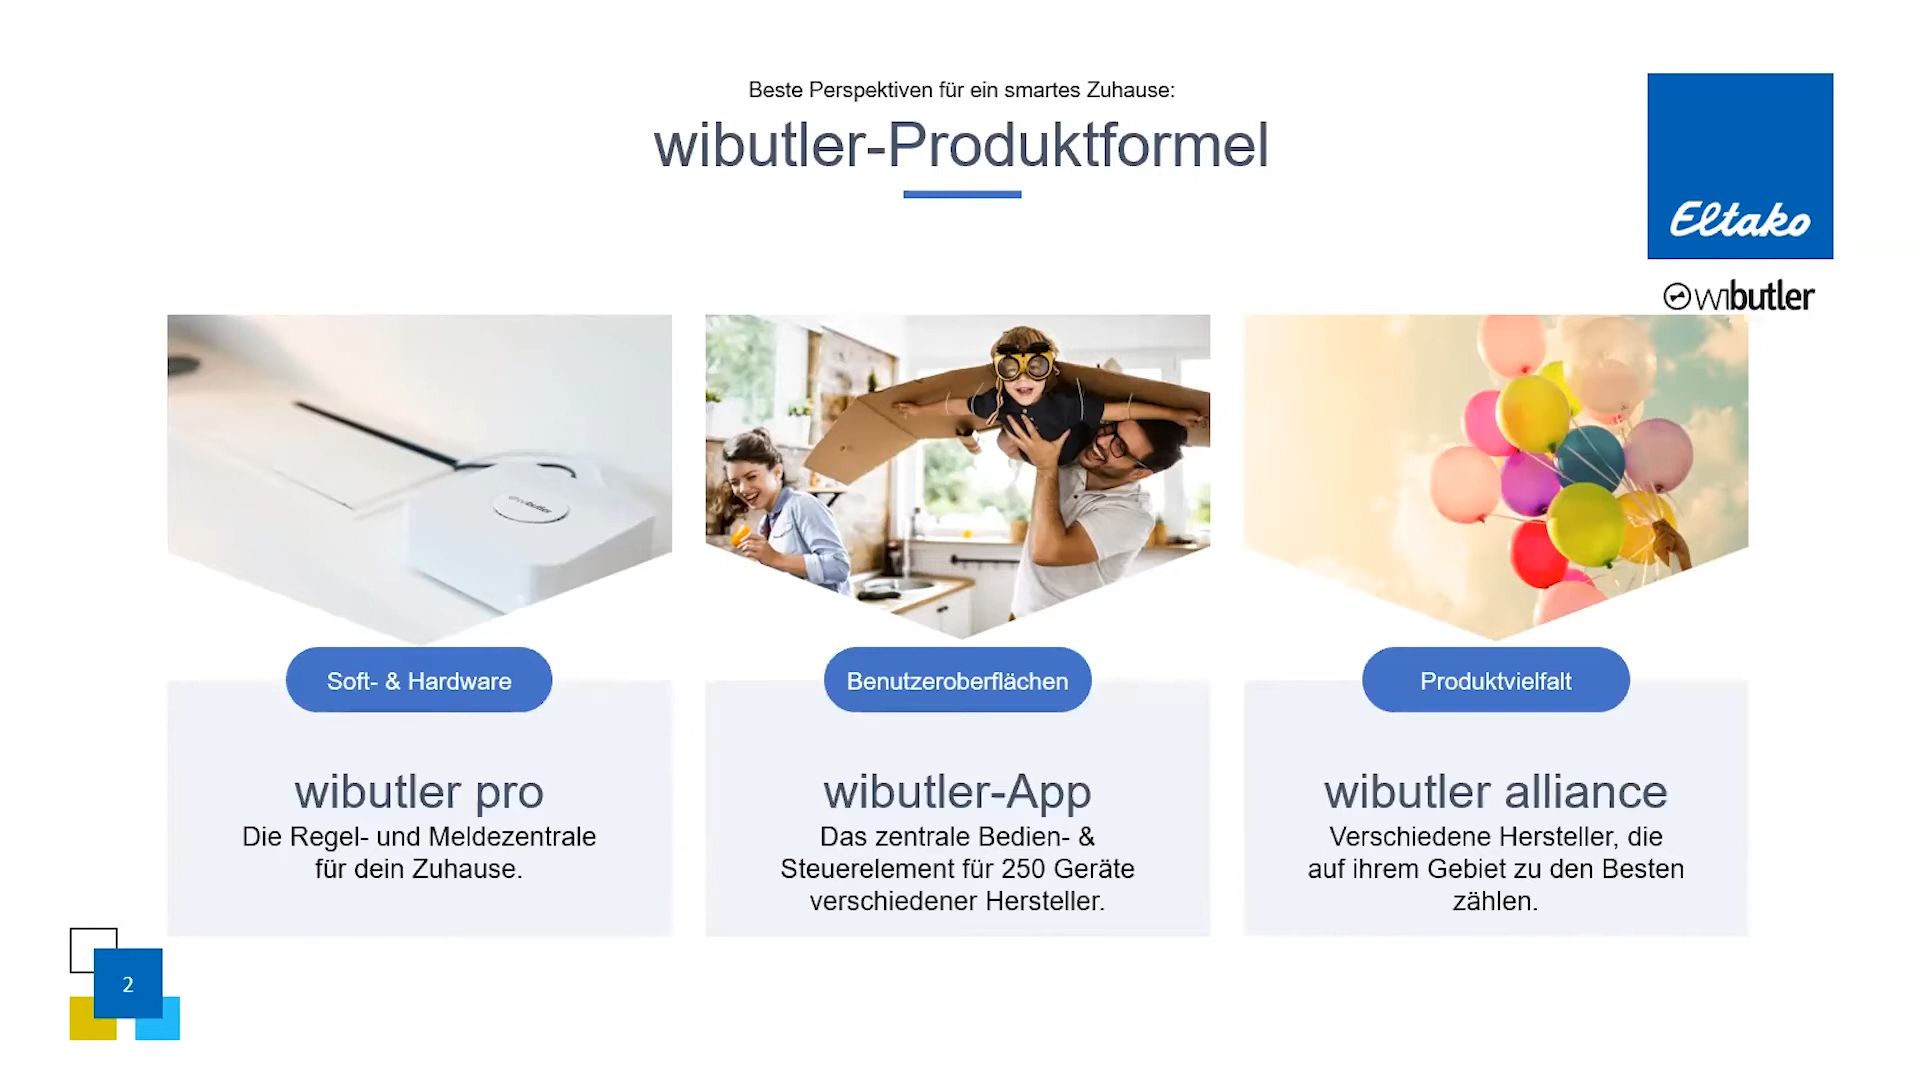 Beste Perspektiven für ein smartes Zuhause:
wibutler-Produktformel
Eltako
wibutler
wibutler
Soft- & Hardware
Benutzeroberflächen
Produktvielfalt
wibutler pro
Die Regel- und Meldezentrale
für dein Zuhause.
wibutler-App
Das zentrale Bedien- &
Steuerelement für 250 Geräte
verschiedener Hersteller.
wibutler alliance
Verschiedene Hersteller, die
auf ihrem Gebiet zu den Besten
zählen.
2